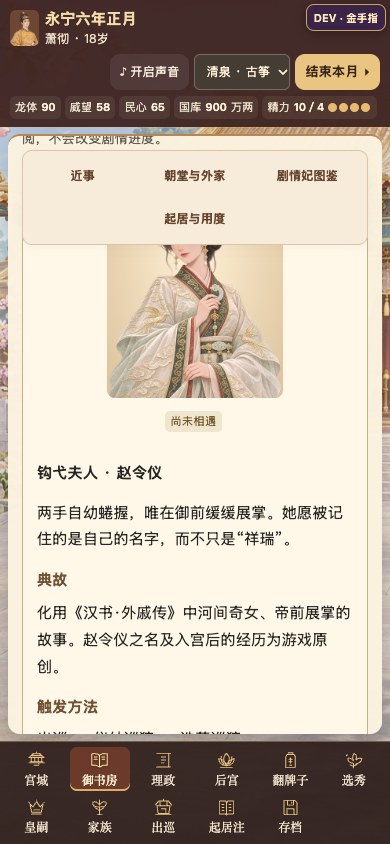 永宁六年正月
萧彻 · 18岁
DEV · 金手指
♪ 开启声音
清泉 · 古筝
结束本月 ›
龙体 90 威望 58 民心 65 国库 900 万两 精力 10 / 4
阅，不会改变剧情进度。
近事 朝堂与外家 剧情妃图鉴
起居与用度
尚未相遇
钩弋夫人 · 赵令仪
两手自幼蜷握，唯在御前缓缓展掌。她愿被记
住的是自己的名字，而不只是“祥瑞”。
典故
化用《汉书·外戚传》中河间奇女、帝前展掌的
故事。赵令仪之名及入宫后的经历为游戏原
创。
触发方法
宫城 御书房 理政 后宫 翻牌子 选秀
皇嗣 家族 出巡 起居注 存档